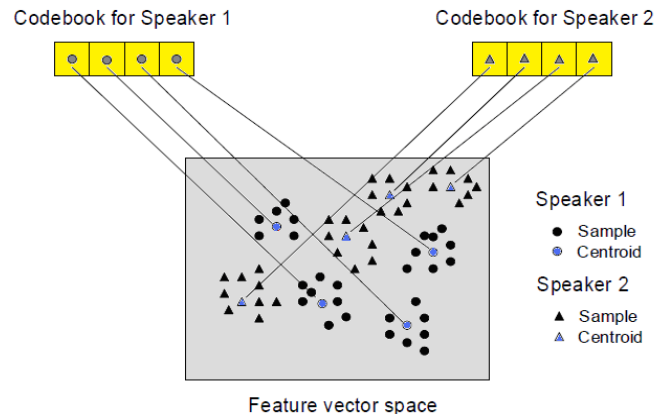 Codebook for Speaker 1
Codebook for Speaker 2
Speaker 1
Sample
Centroid
Speaker 2
Sample
Centroid
Feature vector space